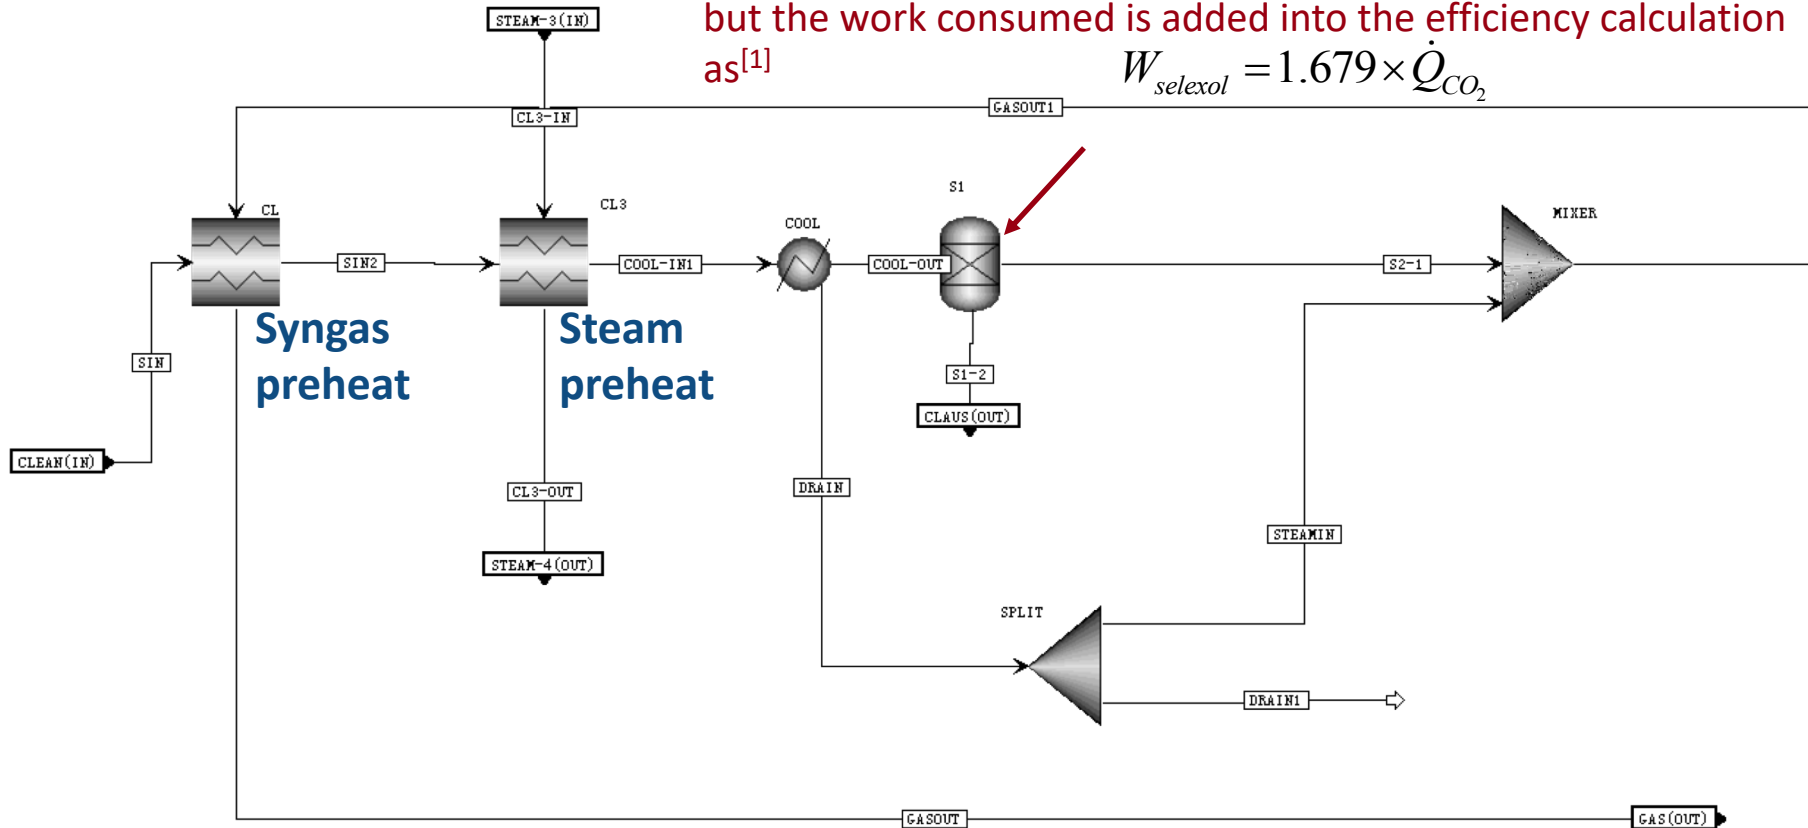 but the work consumed is added into the efficiency calculation
as[1]
W_selexol = 1.679 × Q̇_CO₂
STEAM-3(IN)
GASOUT1
CL3-IN
S1
CL
CL3
COOL
MIXER
SIN2
COOL-IN1
COOL-OUT
S2-1
Syngas
preheat
Steam
preheat
SIN
S1-2
CLAUS(OUT)
CLEAN(IN)
DRAIN
CL3-OUT
STEAMIN
STEAM-4(OUT)
SPLIT
DRAIN1
GASOUT
GAS(OUT)